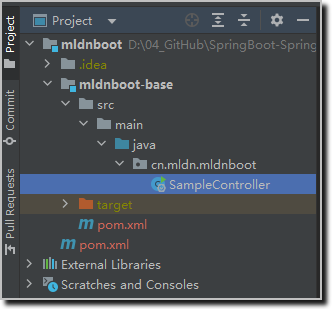 Project
mldnboot D:\04_GitHub\SpringBoot-Spring
.idea
mldnboot-base
src
main
java
cn.mldn.mldnboot
SampleController
target
pom.xml
pom.xml
External Libraries
Scratches and Consoles
Project
Commit
Pull Requests